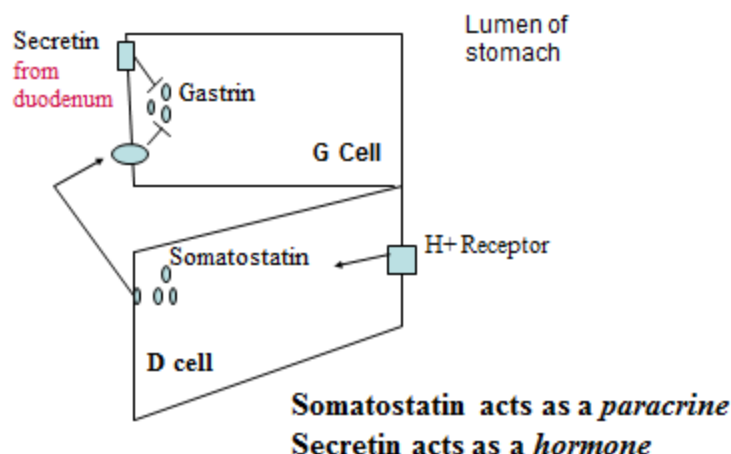 Lumen of
stomach
Secretin
from
duodenum
Gastrin
G Cell
Somatostatin
H+ Receptor
D cell
Somatostatin acts as a paracrine
Secretin acts as a hormone